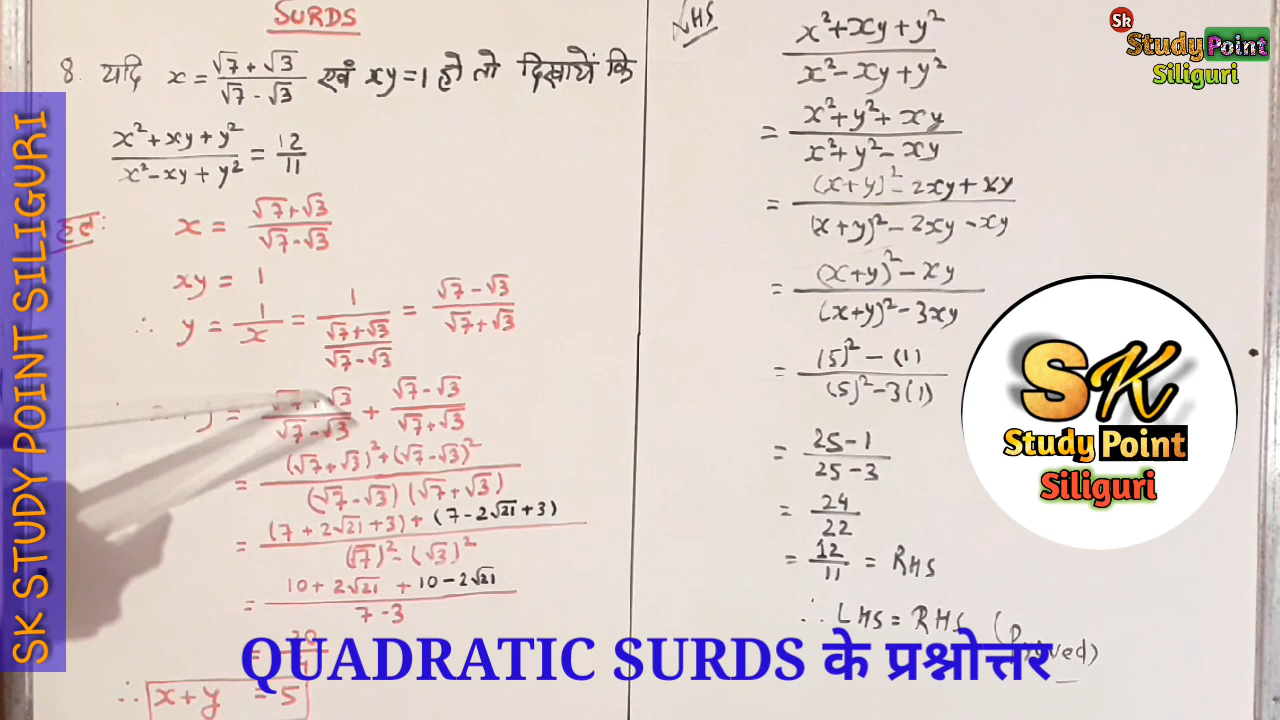 SURDS
8. यदि x = (√7 + √3)/(√7 - √3) एवं xy = 1 हो तो दिखायें कि
(x² + xy + y²)/(x² - xy + y²) = 12/11
हल:
x = (√7+√3)/(√7-√3)
xy = 1
∴ y = 1/x = 1/((√7+√3)/(√7-√3)) = (√7-√3)/(√7+√3)
y = (√7+√3)/(√7-√3) + (√7-√3)/(√7+√3)
= ((√7+√3)²+(√7-√3)²)/((√7-√3)(√7+√3))
= ((7+2√21+3)+(7-2√21+3))/((√7)²-(√3)²)
= (10+2√21+10-2√21)/(7-3)
∴ x+y = 5
LHS
(x²+xy+y²)/(x²-xy+y²)
= (x²+y²+xy)/(x²+y²-xy)
= ((x+y)²-2xy+xy)/((x+y)²-2xy-xy)
= ((x+y)²-xy)/((x+y)²-3xy)
= ((5)²-(1))/((5)²-3(1))
= (25-1)/(25-3)
= 24/22
= 12/11 = RHS
∴ LHS = RHS
SK STUDY POINT SILIGURI
Sk
Study Point
Siliguri
SK
Study Point
Siliguri
QUADRATIC SURDS के प्रश्नोत्तर